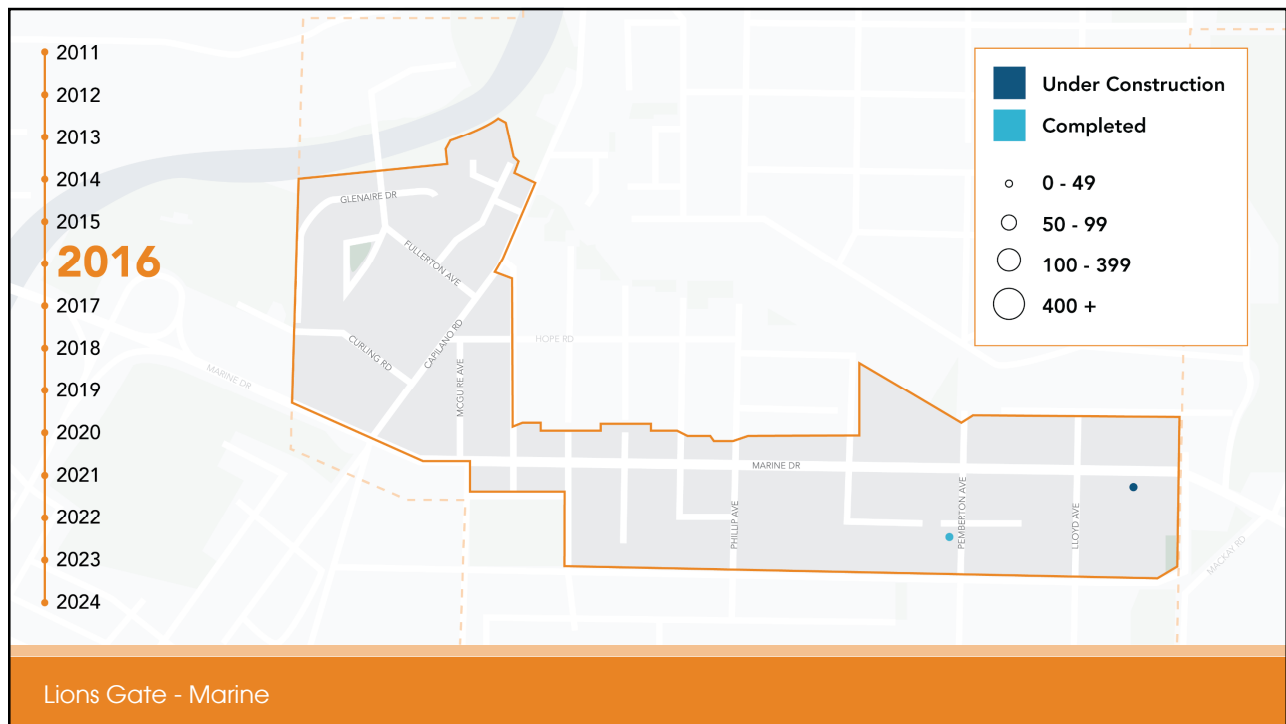 2011
2012
2013
2014
2015
2016
2017
2018
2019
2020
2021
2022
2023
2024
Under Construction
Completed
0 - 49
50 - 99
100 - 399
400 +
GLENAIRE DR
FULLERTON AVE
CAPILANO RD
CURLING RD
MCGUIRE AVE
HOPE RD
MARINE DR
MARINE DR
PHILLIP AVE
PEMBERTON AVE
LLOYD AVE
MACKAY RD
Lions Gate - Marine